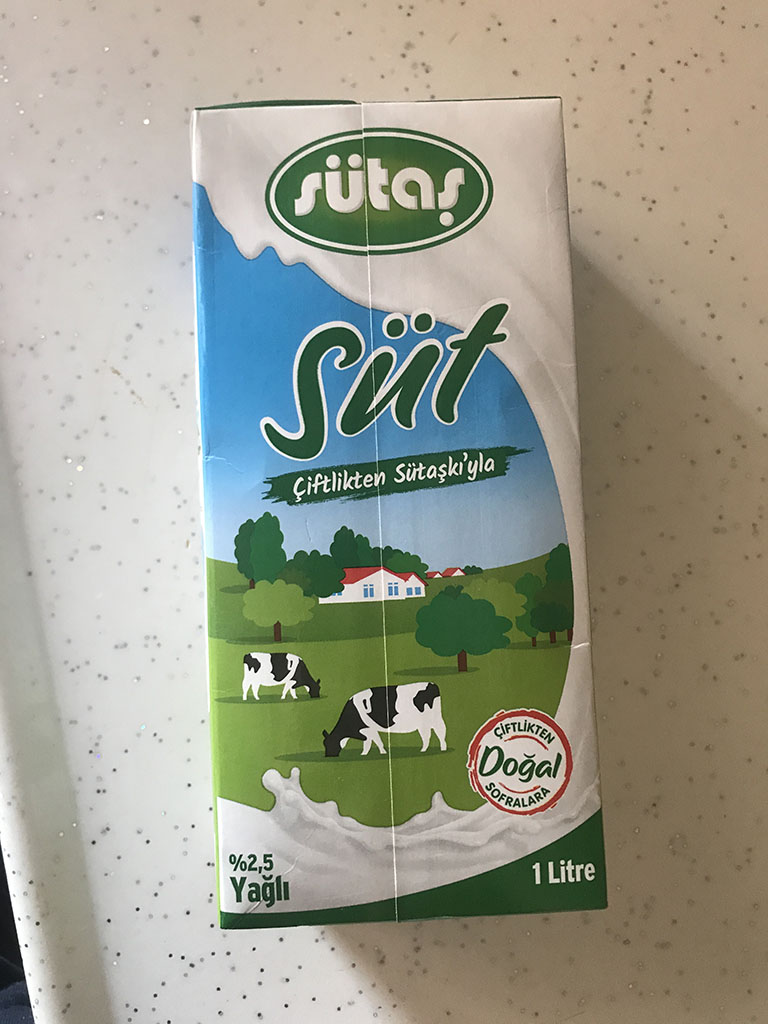 sütaş
Süt
Çiftlikten Sütaşkı'yla
ÇİFTLİKTEN
Doğal
SOFRALARA
%2,5
Yağlı
1 Litre